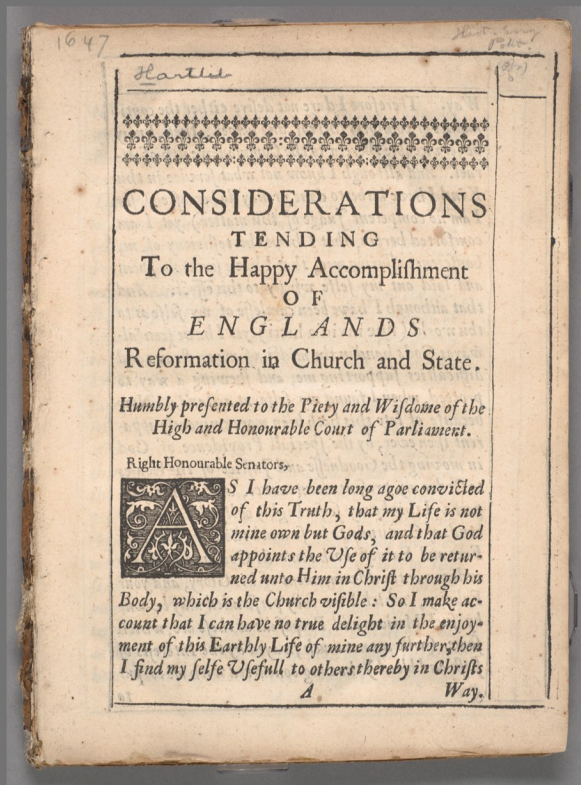 1647
Hartlib
CONSIDERATIONS
TENDING
To the Happy Accompliſhment
OF
ENGLANDS
Reformation in Church and State.
Humbly preſented to the Piety and Wiſdome of the
High and Honourable Court of Parliament.
Right Honourable Senators,
AS I have been long agoe convicted
of this Truth, that my Life is not
mine own but Gods, and that God
appoints the Uſe of it to be retur-
ned unto Him in Chriſt through his
Body, which is the Church viſible: So I make ac-
count that I can have no true delight in the enjoy-
ment of this Earthly Life of mine any further, then
I find my ſelfe Uſefull to others thereby in Chriſts
A Way.